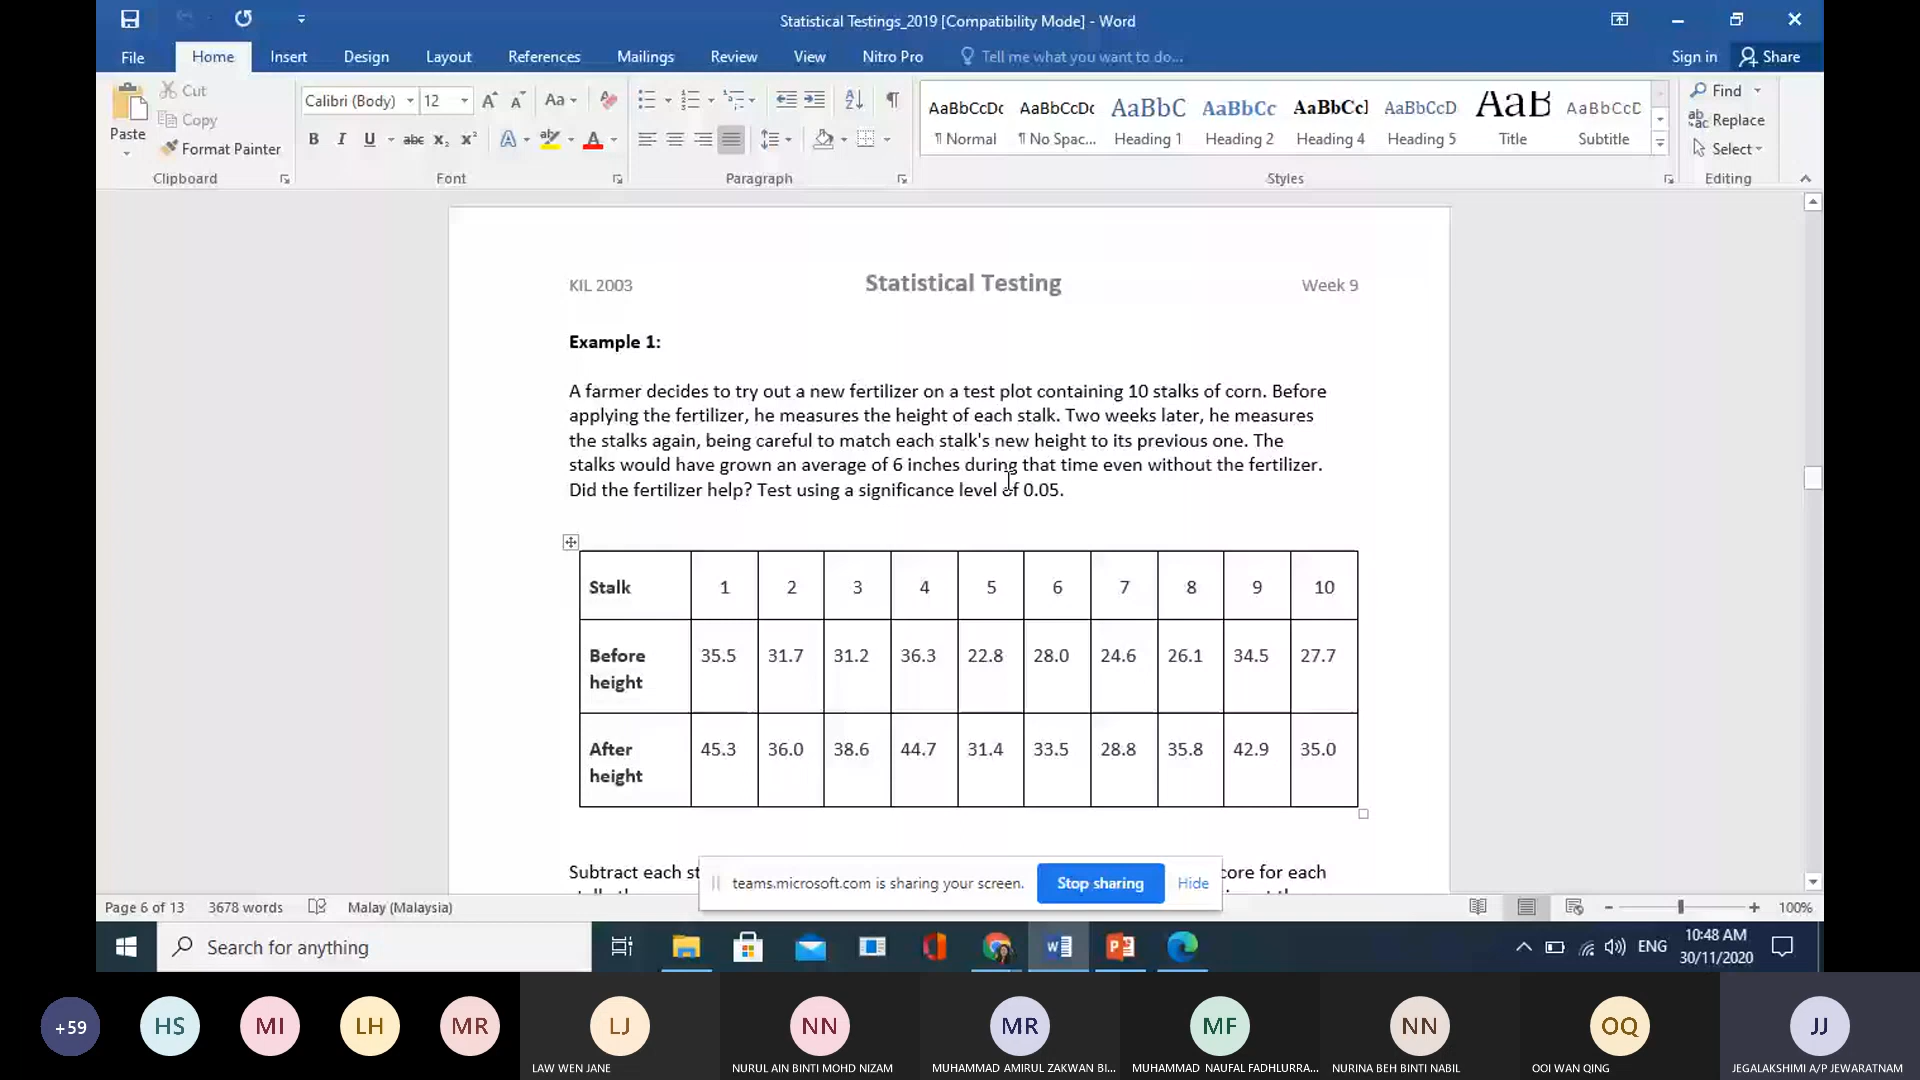 Statistical Testings_2019 [Compatibility Mode] - Word
File Home Insert Design Layout References Mailings Review View Nitro Pro Tell me what you want to do... Sign in Share
Paste
Cut
Copy
Format Painter
Clipboard
Calibri (Body) 12
Font
Paragraph
AaBbCcDc AaBbCcDc AaBbC AaBbCc AaBbCcI AaBbCcD AaB AaBbCcD
¶ Normal ¶ No Spac... Heading 1 Heading 2 Heading 4 Heading 5 Title Subtitle
Styles
Find
Replace
Select
Editing
KIL 2003 Statistical Testing Week 9
Example 1:
A farmer decides to try out a new fertilizer on a test plot containing 10 stalks of corn. Before
applying the fertilizer, he measures the height of each stalk. Two weeks later, he measures
the stalks again, being careful to match each stalk's new height to its previous one. The
stalks would have grown an average of 6 inches during that time even without the fertilizer.
Did the fertilizer help? Test using a significance level of 0.05.
Stalk 1 2 3 4 5 6 7 8 9 10
Before height 35.5 31.7 31.2 36.3 22.8 28.0 24.6 26.1 34.5 27.7
After height 45.3 36.0 38.6 44.7 31.4 33.5 28.8 35.8 42.9 35.0
Subtract each st core for each
teams.microsoft.com is sharing your screen. Stop sharing Hide
Page 6 of 13 3678 words Malay (Malaysia) 100%
Search for anything
ENG
10:48 AM
30/11/2020
+59 HS MI LH MR LJ NN MR MF NN OQ JJ
LAW WEN JANE NURUL AIN BINTI MOHD NIZAM MUHAMMAD AMIRUL ZAKWAN BI... MUHAMMAD NAUFAL FADHLURRA... NURINA BEH BINTI NABIL OOI WAN QING JEGALAKSHIMI A/P JEWARATNAM